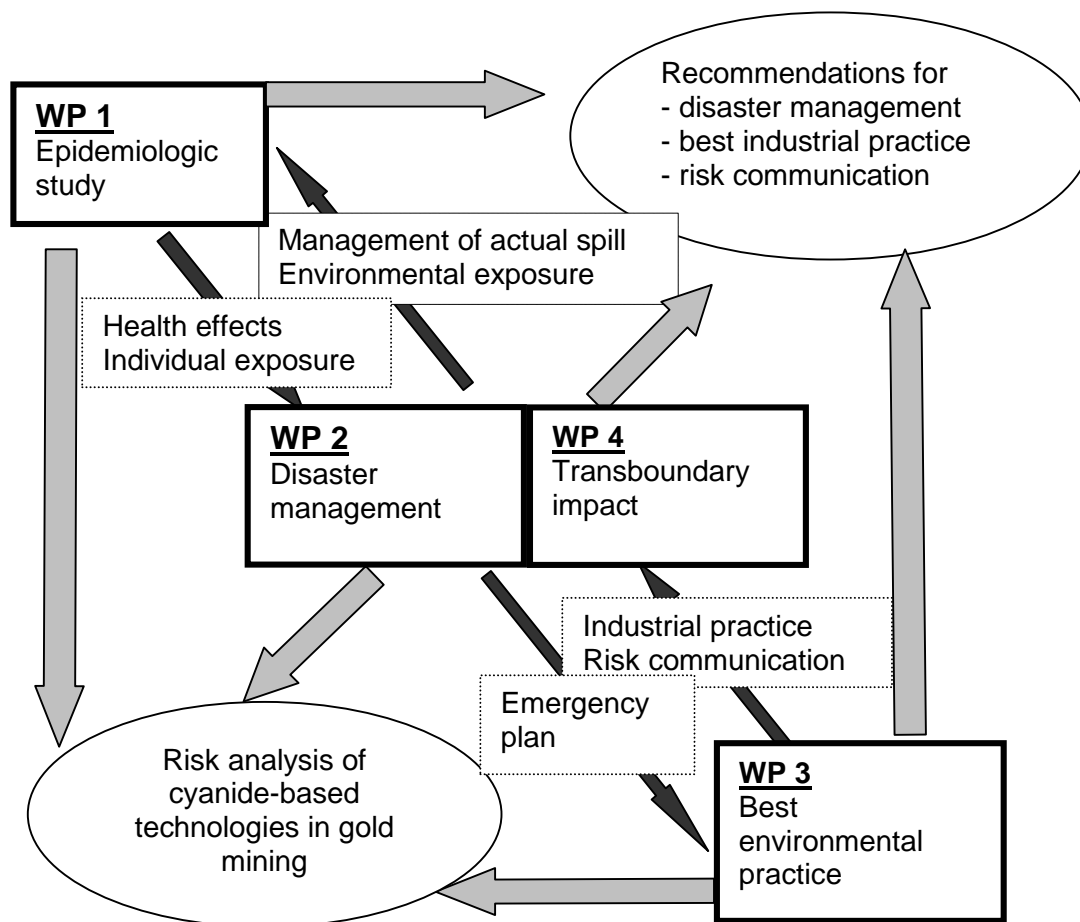 Recommendations for
- disaster management
- best industrial practice
- risk communication
WP 1
Epidemiologic
study
Management of actual spill
Environmental exposure
Health effects
Individual exposure
WP 2
Disaster
management
WP 4
Transboundary
impact
Industrial practice
Risk communication
Emergency
plan
Risk analysis of
cyanide-based
technologies in gold
mining
WP 3
Best
environmental
practice